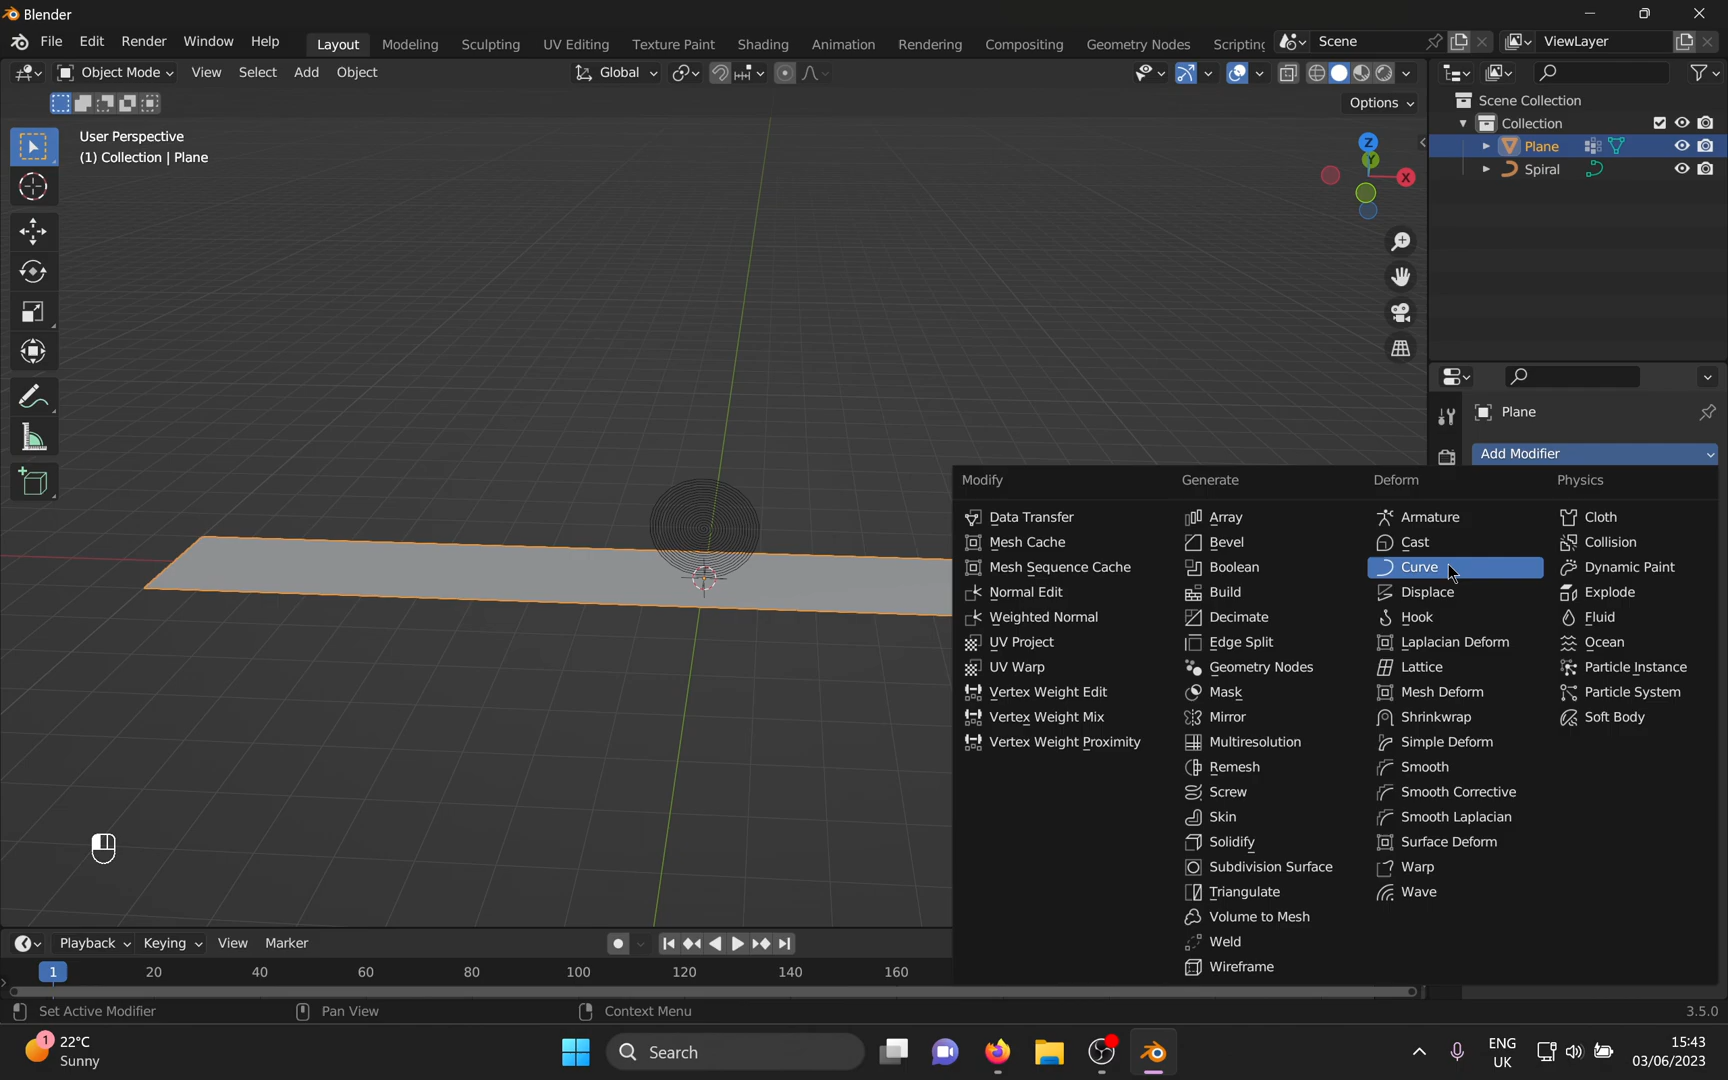 Blender
File Edit Render Window Help Layout Modeling Sculpting UV Editing Texture Paint Shading Animation Rendering Compositing Geometry Nodes Scripting Scene ViewLayer
Object Mode View Select Add Object Global
Options
Scene Collection
Collection
Plane
Spiral
User Perspective
(1) Collection | Plane
Z
Y
X
Plane
Add Modifier
Modify Generate Deform Physics
Data Transfer Array Armature Cloth
Mesh Cache Bevel Cast Collision
Mesh Sequence Cache Boolean Curve Dynamic Paint
Normal Edit Build Displace Explode
Weighted Normal Decimate Hook Fluid
UV Project Edge Split Laplacian Deform Ocean
UV Warp Geometry Nodes Lattice Particle Instance
Vertex Weight Edit Mask Mesh Deform Particle System
Vertex Weight Mix Mirror Shrinkwrap Soft Body
Vertex Weight Proximity Multiresolution Simple Deform
Remesh Smooth
Screw Smooth Corrective
Skin Smooth Laplacian
Solidify Surface Deform
Subdivision Surface Warp
Triangulate Wave
Volume to Mesh
Weld
Wireframe
Playback Keying View Marker
1 20 40 60 80 100 120 140 160
Set Active Modifier Pan View Context Menu 3.5.0
1 22°C
Sunny
Search
ENG
UK
15:43
03/06/2023